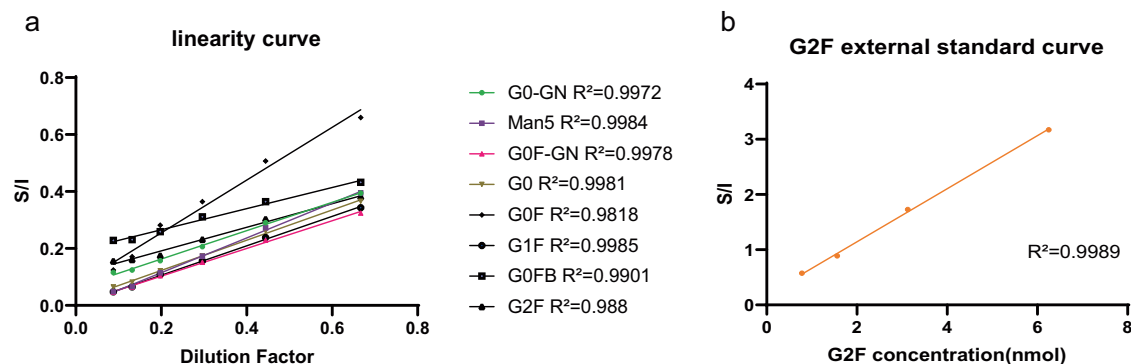 a
linearity curve
0.8
0.6
0.4
0.2
0.0
S/I
0.0 0.2 0.4 0.6 0.8
Dilution Factor
G0-GN R²=0.9972
Man5 R²=0.9984
G0F-GN R²=0.9978
G0 R²=0.9981
G0F R²=0.9818
G1F R²=0.9985
G0FB R²=0.9901
G2F R²=0.988
b
G2F external standard curve
4
3
2
1
0
S/I
R²=0.9989
0 2 4 6 8
G2F concentration(nmol)